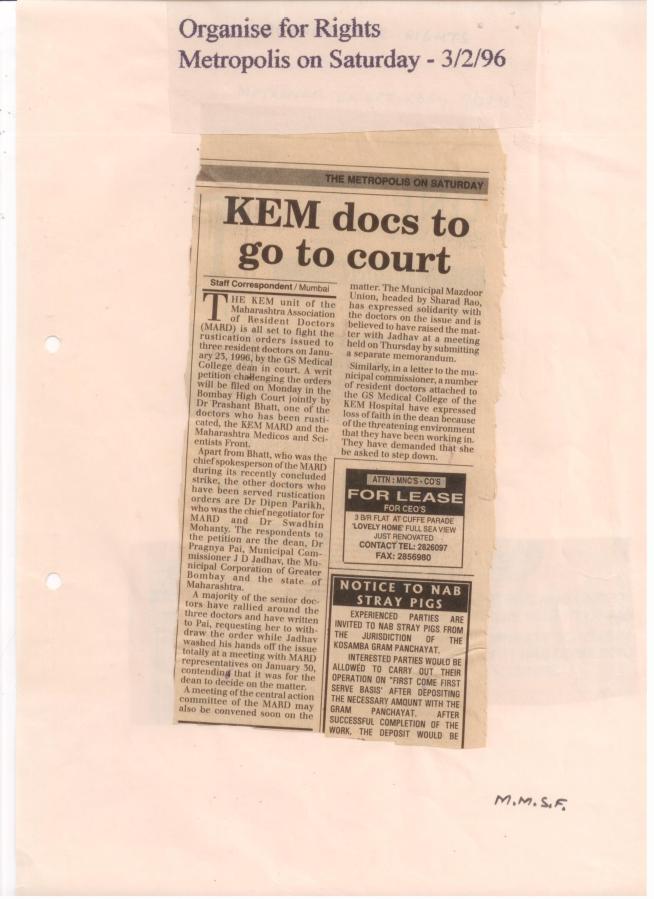 Organise for Rights
Metropolis on Saturday - 3/2/96
THE METROPOLIS ON SATURDAY
KEM docs to
go to court
Staff Correspondent / Mumbai
THE KEM unit of the
Maharashtra Association
of Resident Doctors
(MARD) is all set to fight the
rustication orders issued to
three resident doctors on Janu-
ary 23, 1996, by the GS Medical
College dean in court. A writ
petition challenging the orders
will be filed on Monday in the
Bombay High Court jointly by
Dr Prashant Bhatt, one of the
doctors who has been rusti-
cated, the KEM MARD and the
Maharashtra Medicos and Sci-
entists Front.
Apart from Bhatt, who was the
chief spokesperson of the MARD
during its recently concluded
strike, the other doctors who
have been served rustication
orders are Dr Dipen Parikh,
who was the chief negotiator for
MARD and Dr Swadhin
Mohanty. The respondents to
the petition are the dean, Dr
Pragnya Pai, Municipal Com-
missioner J D Jadhav, the Mu-
nicipal Corporation of Greater
Bombay and the state of
Maharashtra.
A majority of the senior doc-
tors have rallied around the
three doctors and have written
to Pai, requesting her to with-
draw the order while Jadhav
washed his hands off the issue
totally at a meeting with MARD
representatives on January 30,
contending that it was for the
dean to decide on the matter.
A meeting of the central action
committee of the MARD may
also be convened soon on the
matter. The Municipal Mazdoor
Union, headed by Sharad Rao,
has expressed solidarity with
the doctors on the issue and is
believed to have raised the mat-
ter with Jadhav at a meeting
held on Thursday by submitting
a separate memorandum.
Similarly, in a letter to the mu-
nicipal commissioner, a number
of resident doctors attached to
the GS Medical College of the
KEM Hospital have expressed
loss of faith in the dean because
of the threatening environment
that they have been working in.
They have demanded that she
be asked to step down.
ATTN : MNC'S - CO'S
FOR LEASE
FOR CEO'S
3 B/R FLAT AT CUFFE PARADE
'LOVELY HOME' FULL SEA VIEW
JUST RENOVATED
CONTACT TEL: 2826097
FAX: 2856980
NOTICE TO NAB
STRAY PIGS
EXPERIENCED PARTIES ARE
INVITED TO NAB STRAY PIGS FROM
THE JURISDICTION OF THE
KOSAMBA GRAM PANCHAYAT.
INTERESTED PARTIES WOULD BE
ALLOWED TO CARRY OUT THEIR
OPERATION ON "FIRST COME FIRST
SERVE BASIS' AFTER DEPOSITING
THE NECESSARY AMOUNT WITH THE
GRAM PANCHAYAT. AFTER
SUCCESSFUL COMPLETION OF THE
WORK, THE DEPOSIT WOULD BE
M.M.S.F.